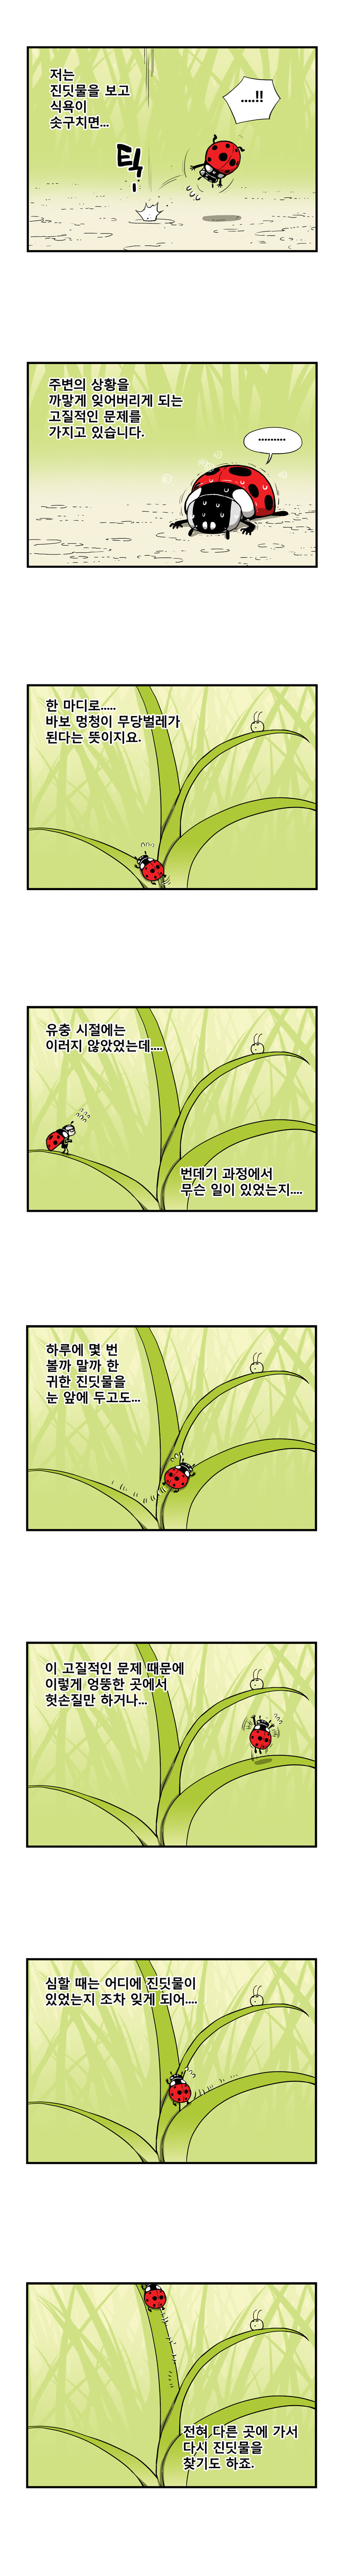 저는
진딧물을 보고
식욕이
솟구치면...
.....!!
틱
주변의 상황을
까맣게 잊어버리게 되는
고질적인 문제를
가지고 있습니다.
.........
한 마디로.....
바보 멍청이 무당벌레가
된다는 뜻이지요.
유충 시절에는
이러지 않았었는데....
번데기 과정에서
무슨 일이 있었는지....
하루에 몇 번
볼까 말까 한
귀한 진딧물을
눈 앞에 두고도...
이 고질적인 문제 때문에
이렇게 엉뚱한 곳에서
헛손질만 하거나...
심할 때는 어디에 진딧물이
있었는지 조차 잊게 되어....
전혀 다른 곳에 가서
다시 진딧물을
찾기도 하죠.